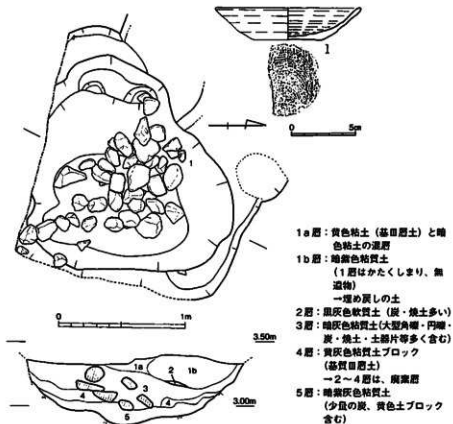 1
0 5cm
1
1a層：黄色粘土（基Ⅲ層土）と暗
色粘土の混層
1b層：暗紫色粘質土
（1層はかたくしまり、無
遺物）
→埋め戻しの土
2層：黒灰色軟質土（炭・焼土多い）
3層：暗灰色粘質土（大型角礫・円礫・
炭・焼土・土器片等多く含む）
4層：黄灰色粘質土ブロック
（基質Ⅲ層土）
→2～4層は、廃棄層
5層：暗紫灰色粘質土
（少量の炭、黄色土ブロック
含む）
0 1m
3.50m
1a
2
1b
3
4
4
5
3.00m